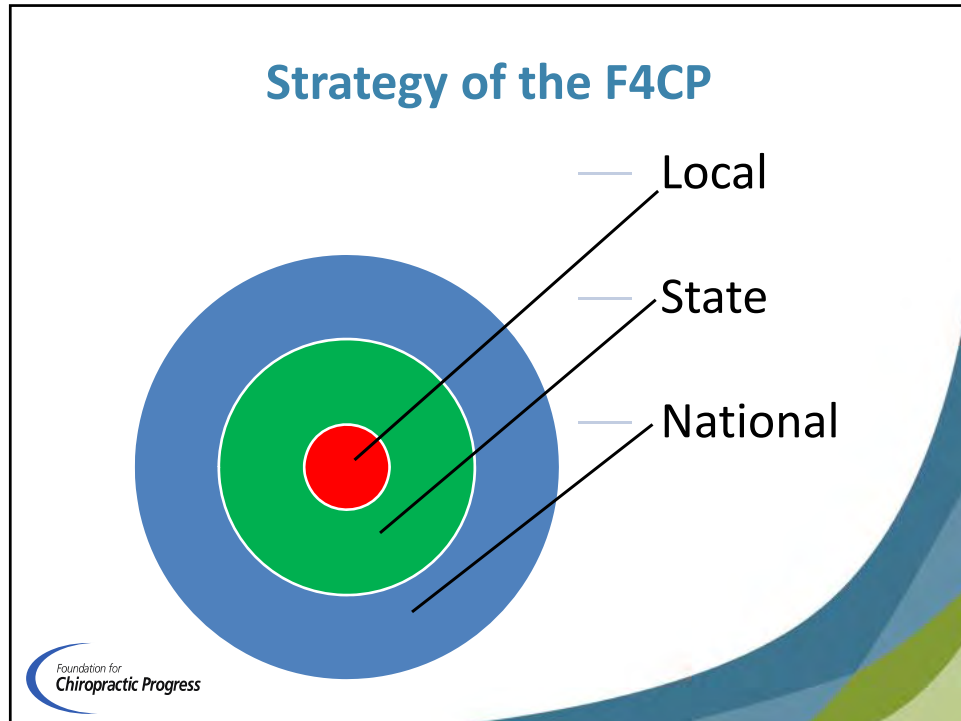 Strategy of the F4CP
Local
State
National
Foundation for
Chiropractic Progress